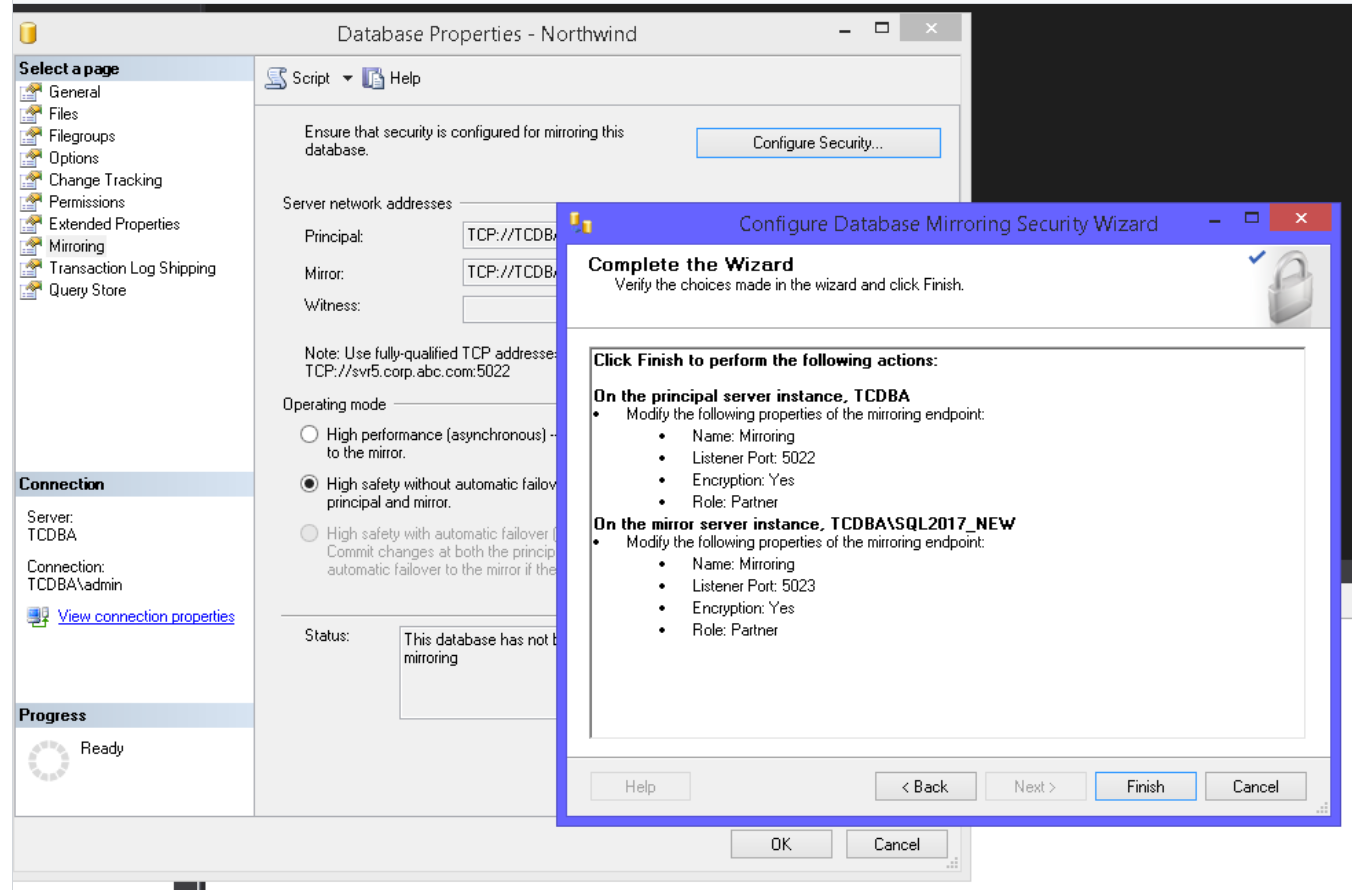 Database Properties - Northwind
Select a page
General
Files
Filegroups
Options
Change Tracking
Permissions
Extended Properties
Mirroring
Transaction Log Shipping
Query Store
Connection
Server:
TCDBA
Connection:
TCDBA\admin
View connection properties
Progress
Ready
Script
Help
Ensure that security is configured for mirroring this
database.
Configure Security...
Server network addresses
Principal:
TCP://TCDBA
Mirror:
TCP://TCDBA
Witness:
Note: Use fully-qualified TCP addresses
TCP://svr5.corp.abc.com:5022
Operating mode
High performance (asynchronous) --
to the mirror.
High safety without automatic failov
principal and mirror.
High safety with automatic failover (
Commit changes at both the princip
automatic failover to the mirror if the
Status:
This database has not b
mirroring
OK
Cancel
Configure Database Mirroring Security Wizard
Complete the Wizard
Verify the choices made in the wizard and click Finish.
Click Finish to perform the following actions:
On the principal server instance, TCDBA
• Modify the following properties of the mirroring endpoint:
• Name: Mirroring
• Listener Port: 5022
• Encryption: Yes
• Role: Partner
On the mirror server instance, TCDBA\SQL2017_NEW
• Modify the following properties of the mirroring endpoint:
• Name: Mirroring
• Listener Port: 5023
• Encryption: Yes
• Role: Partner
Help
< Back
Next >
Finish
Cancel